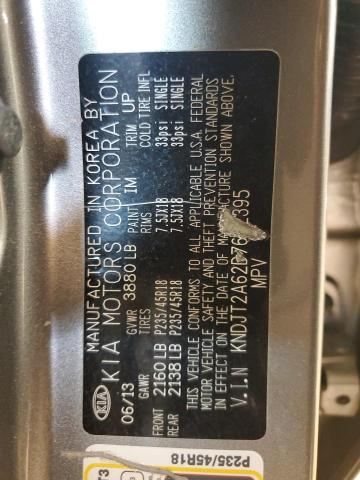 KIA
MANUFACTURED IN KOREA BY
KIA MOTORS CORPORATION
06/13 GVWR 3880 LB PAINT IM TRIM UP
GAWR TIRES RIMS COLD TIRE INFL
FRONT 2160 LB P235/45R18 7.5JX18 33psi SINGLE
REAR 2138 LB P235/45R18 7.5JX18 33psi SINGLE
THIS VEHICLE CONFORMS TO ALL APPLICABLE U.S.A. FEDERAL
MOTOR VEHICLE SAFETY AND THEFT PREVENTION STANDARDS
IN EFFECT ON THE DATE OF MANUFACTURE SHOWN ABOVE.
V.I.N
MPV
P235/45R18